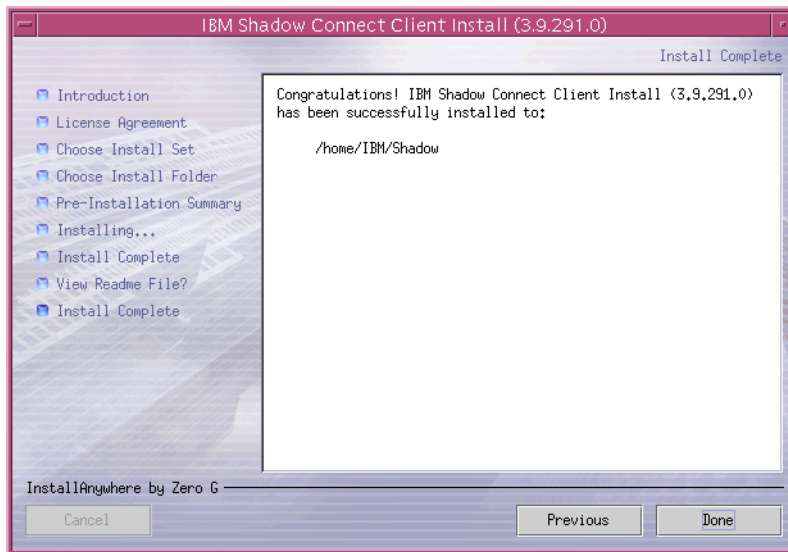 IBM Shadow Connect Client Install (3.9.291.0)
Install Complete
Introduction
License Agreement
Choose Install Set
Choose Install Folder
Pre-Installation Summary
Installing...
Install Complete
View Readme File?
Install Complete
Congratulations! IBM Shadow Connect Client Install (3.9.291.0)
has been successfully installed to:
/home/IBM/Shadow
InstallAnywhere by Zero G
Cancel
Previous
Done